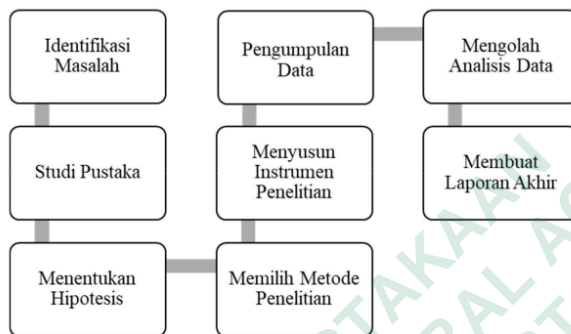 Identifikasi
Masalah
Studi Pustaka
Menentukan
Hipotesis
Memilih Metode
Penelitian
Menyusun
Instrumen
Penelitian
Pengumpulan
Data
Mengolah
Analisis Data
Membuat
Laporan Akhir